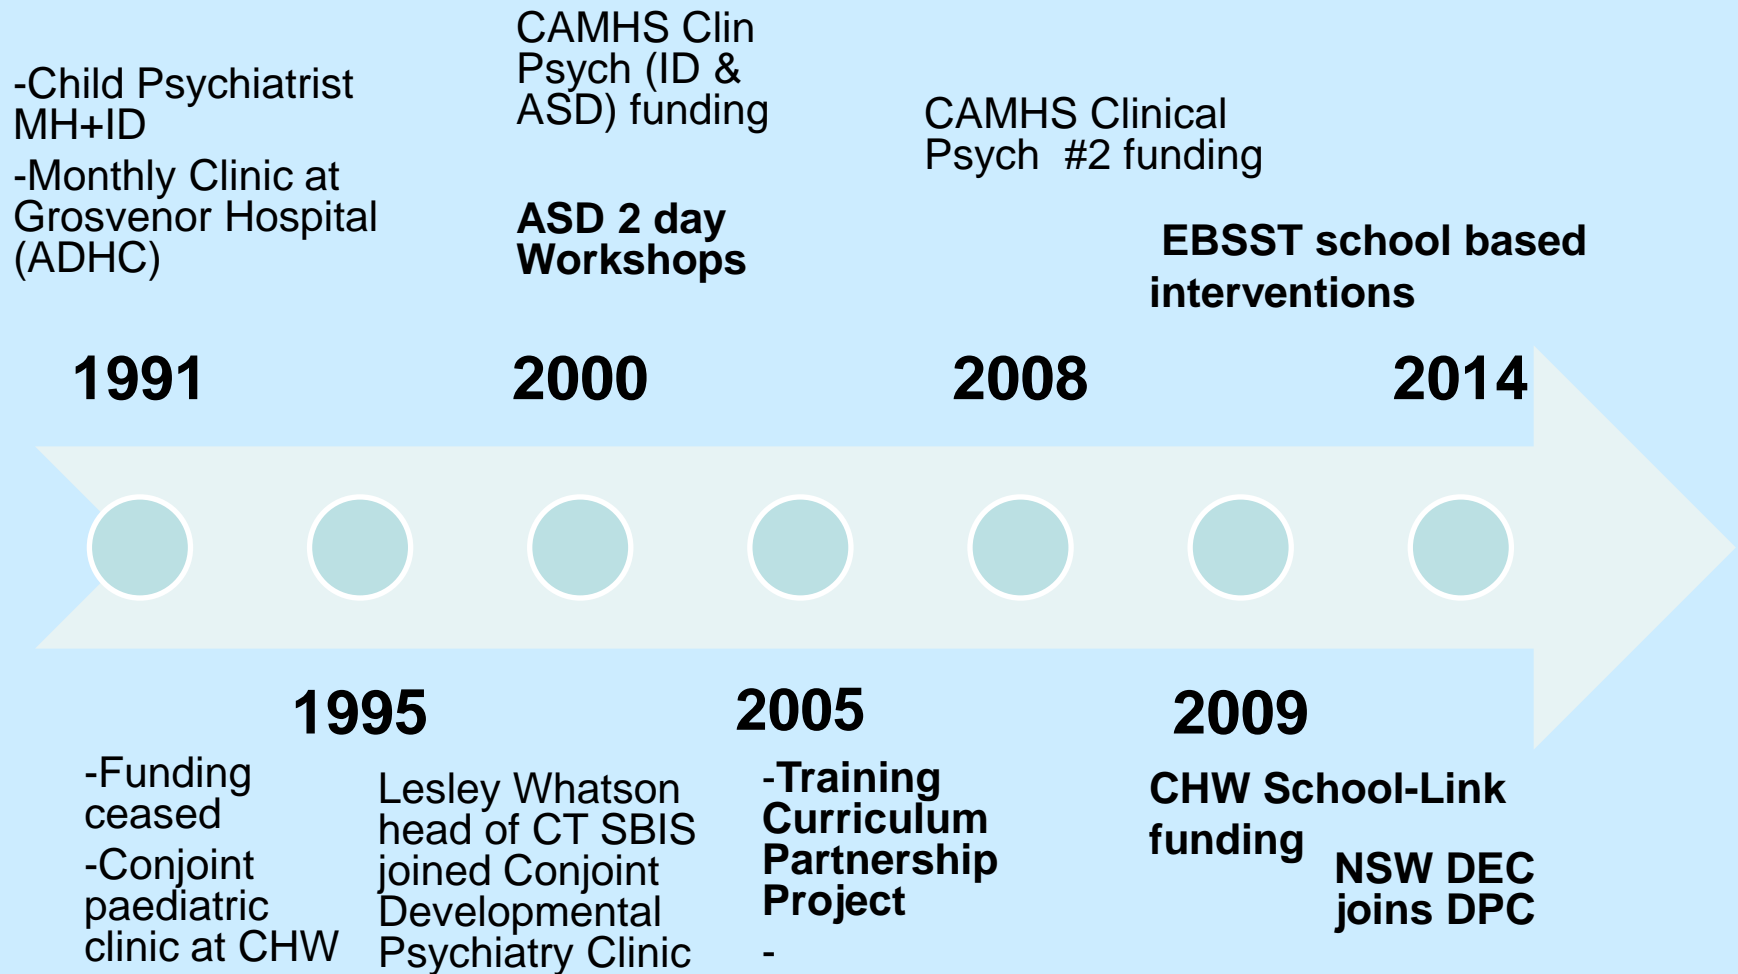 -Child Psychiatrist
MH+ID
-Monthly Clinic at
Grosvenor Hospital
(ADHC)
CAMHS Clin
Psych (ID &
ASD) funding
ASD 2 day
Workshops
CAMHS Clinical
Psych #2 funding
EBSST school based
interventions
1991
2000
2008
2014
1995
2005
2009
-Funding
ceased
-Conjoint
paediatric
clinic at CHW
Lesley Whatson
head of CT SBIS
joined Conjoint
Developmental
Psychiatry Clinic
-Training
Curriculum
Partnership
Project
-
CHW School-Link
funding
NSW DEC
joins DPC